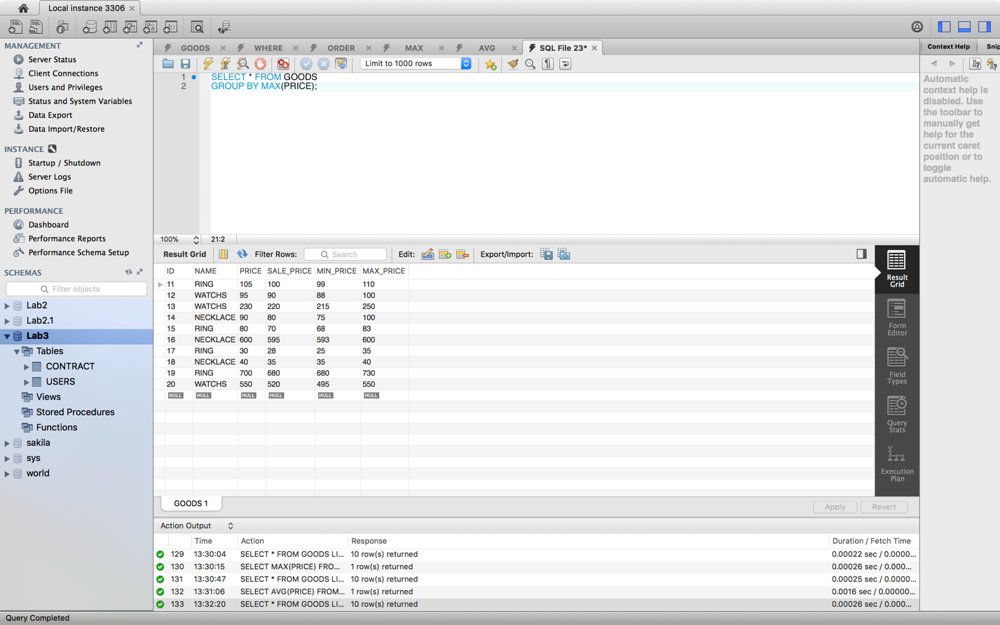 Local instance 3306
MANAGEMENT
Server Status
Client Connections
Users and Privileges
Status and System Variables
Data Export
Data Import/Restore
INSTANCE
Startup / Shutdown
Server Logs
Options File
PERFORMANCE
Dashboard
Performance Reports
Performance Schema Setup
SCHEMAS
Filter objects
Lab2
Lab2.1
Lab3
Tables
CONTRACT
USERS
Views
Stored Procedures
Functions
sakila
sys
world
GOODS WHERE ORDER MAX AVG SQL File 23*
Limit to 1000 rows
1 SELECT * FROM GOODS
2 GROUP BY MAX(PRICE);
100% 21:2
Result Grid Filter Rows: Search Edit: Export/Import:
ID NAME PRICE SALE_PRICE MIN_PRICE MAX_PRICE
11 RING 105 100 99 110
12 WATCHS 95 90 88 100
13 WATCHS 230 220 215 250
14 NECKLACE 90 80 75 100
15 RING 80 70 68 83
16 NECKLACE 600 595 593 600
17 RING 30 28 25 35
18 NECKLACE 40 35 35 40
19 RING 700 680 680 730
20 WATCHS 550 520 495 550
NULL NULL NULL NULL NULL NULL
Result
Grid
Form
Editor
Field
Types
Query
Stats
Execution
Plan
GOODS 1
Apply Revert
Action Output
Time Action Response Duration / Fetch Time
129 13:30:04 SELECT * FROM GOODS LI... 10 row(s) returned 0.00022 sec / 0.0000...
130 13:30:15 SELECT MAX(PRICE) FRO... 1 row(s) returned 0.00026 sec / 0.000...
131 13:30:47 SELECT * FROM GOODS LI... 10 row(s) returned 0.00025 sec / 0.0000...
132 13:31:06 SELECT AVG(PRICE) FROM... 1 row(s) returned 0.0016 sec / 0.00000...
133 13:32:20 SELECT * FROM GOODS LI... 10 row(s) returned 0.00026 sec / 0.000...
Context Help Snip
Automatic
context help is
disabled. Use
the toolbar to
manually get
help for the
current caret
position or to
toggle
automatic help.
Query Completed